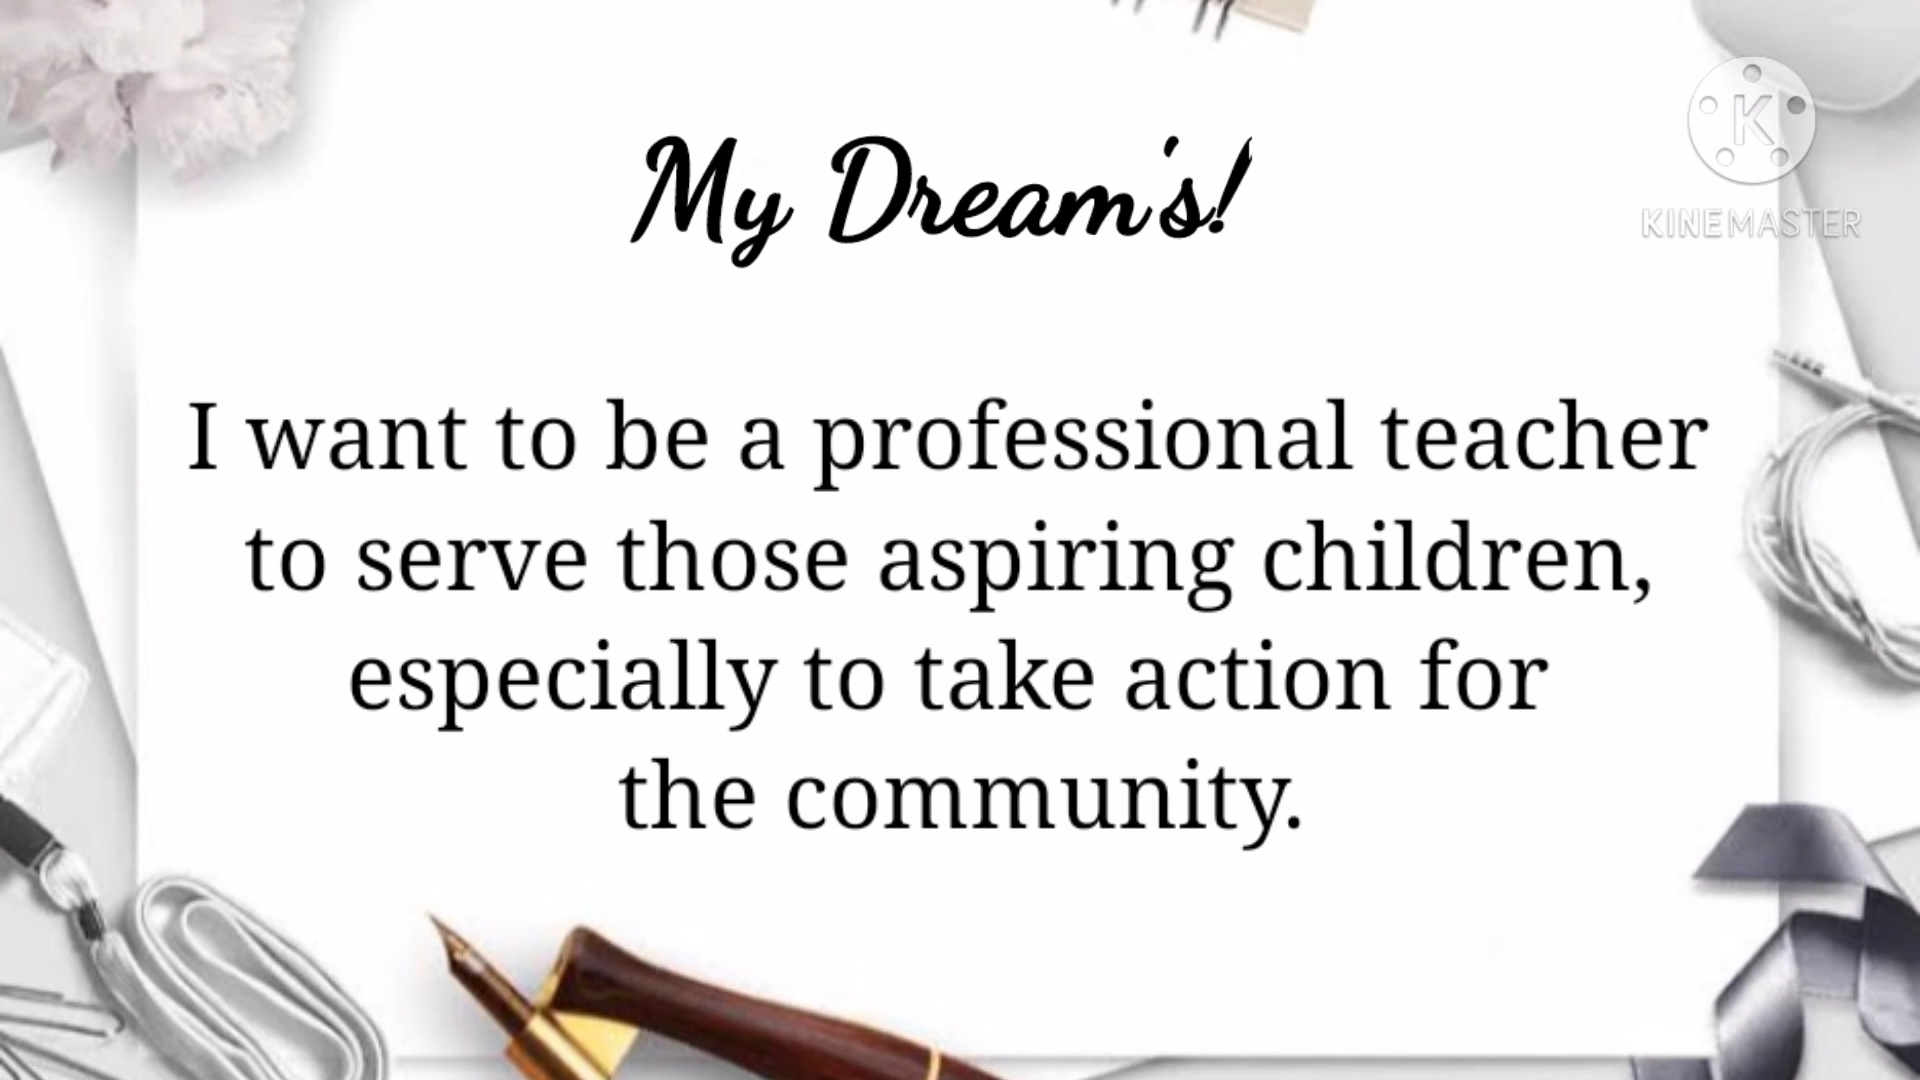 My Dream's!
K
KINEMASTER
I want to be a professional teacher
to serve those aspiring children,
especially to take action for
the community.